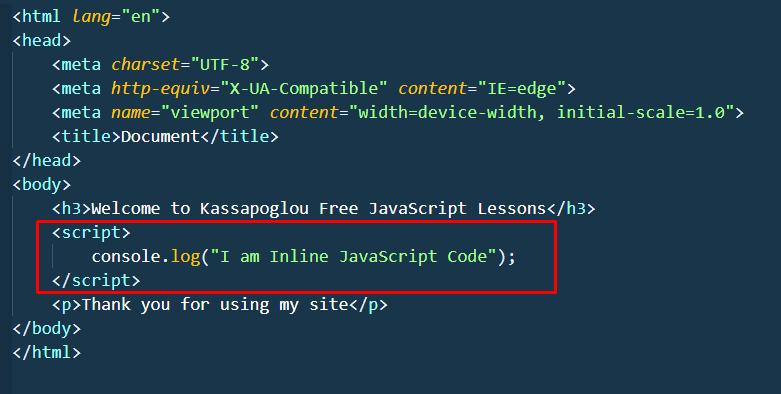 <html lang="en">
<head>
    <meta charset="UTF-8">
    <meta http-equiv="X-UA-Compatible" content="IE=edge">
    <meta name="viewport" content="width=device-width, initial-scale=1.0">
    <title>Document</title>
</head>
<body>
    <h3>Welcome to Kassapoglou Free JavaScript Lessons</h3>
    <script>
        console.log("I am Inline JavaScript Code");
    </script>
    <p>Thank you for using my site</p>
</body>
</html>